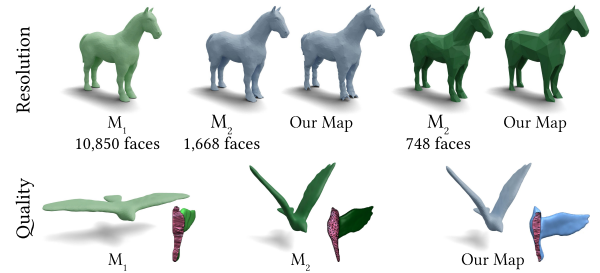 Resolution
M1
10,850 faces
M2
1,668 faces
Our Map
M2
748 faces
Our Map
Quality
M1
M2
Our Map